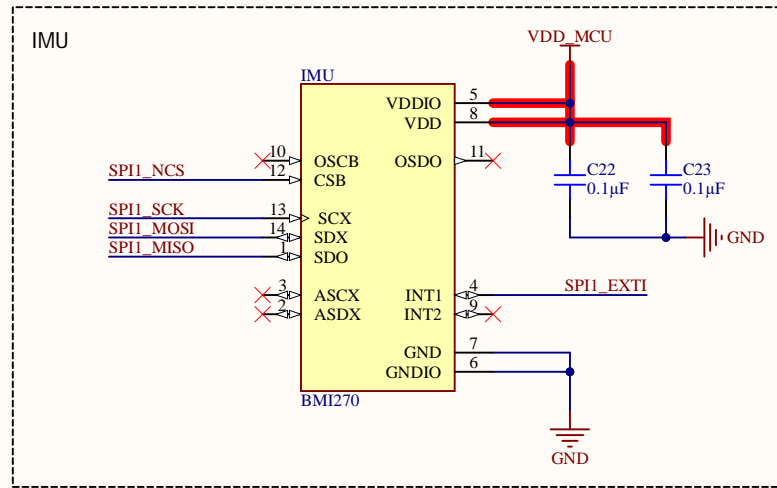 IMU
VDD_MCU
IMU
VDDIO 5
VDD 8
10 OSCB
OSDO 11
SPI1_NCS 12 CSB
C22
0.1µF
C23
0.1µF
SPI1_SCK 13 SCX
SPI1_MOSI 14 SDX
SPI1_MISO 1 SDO
GND
3 ASCX
INT1 4 SPI1_EXTI
2 ASDX
INT2 9
GND 7
GNDIO 6
BMI270
GND